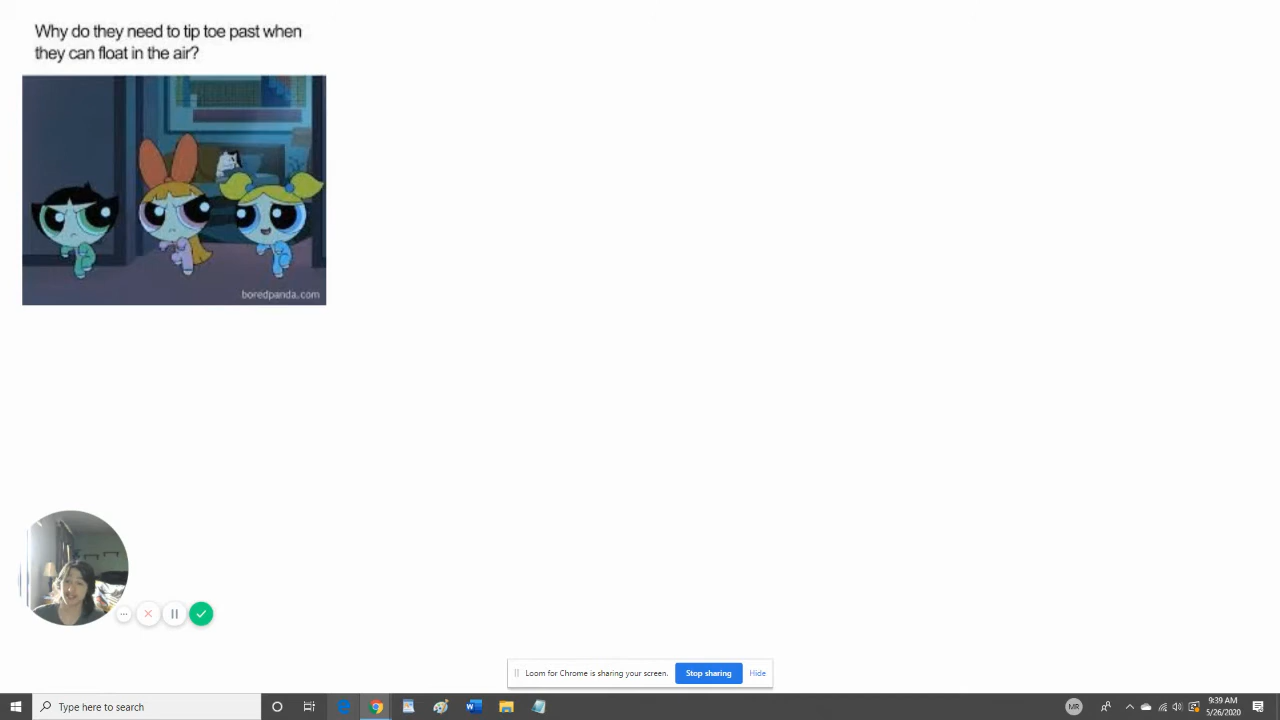 Why do they need to tip toe past when
they can float in the air?
boredpanda.com
Loom for Chrome is sharing your screen. Stop sharing Hide
Type here to search
MR
9:39 AM
5/26/2020